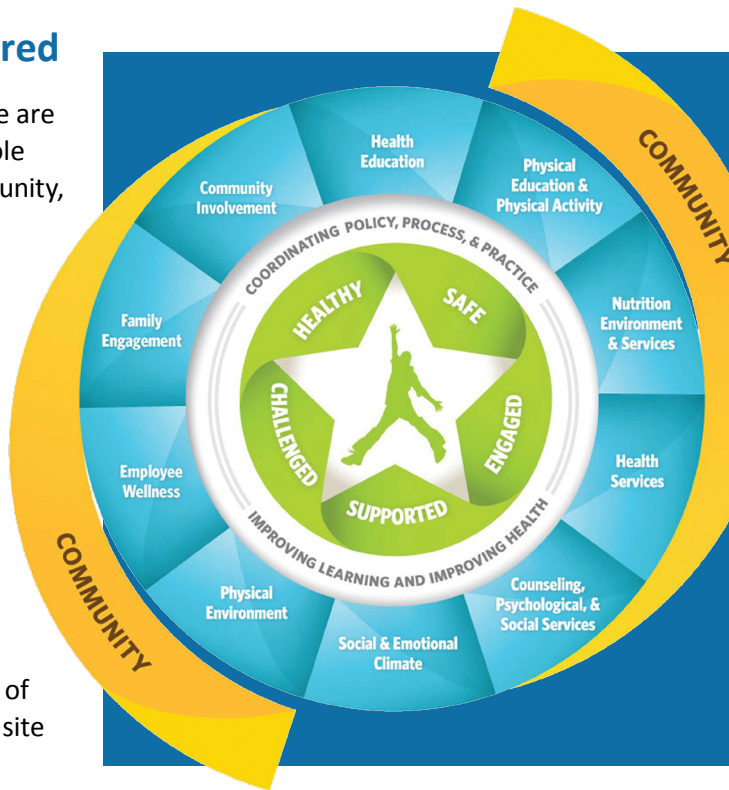 red
e are
ole
unity,
of
site
COMMUNITY
COMMUNITY
Health
Education
Physical
Education &
Physical Activity
Nutrition
Environment
& Services
Health
Services
Counseling,
Psychological, &
Social Services
Social & Emotional
Climate
Physical
Environment
Employee
Wellness
Family
Engagement
Community
Involvement
COORDINATING POLICY, PROCESS, & PRACTICE
IMPROVING LEARNING AND IMPROVING HEALTH
HEALTHY
SAFE
ENGAGED
SUPPORTED
CHALLENGED